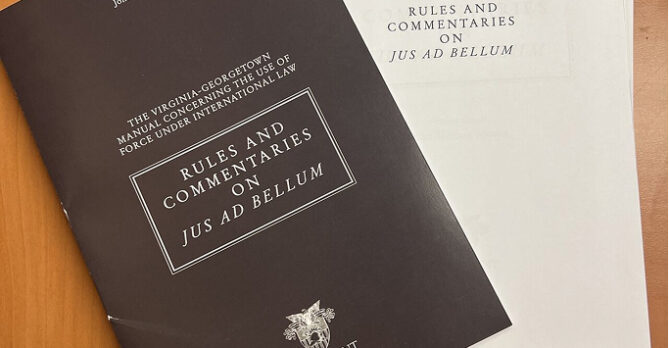 THE VIRGINIA-GEORGETOWN
MANUAL CONCERNING THE USE OF
FORCE UNDER INTERNATIONAL LAW
RULES AND
COMMENTARIES
ON
JUS AD BELLUM
RULES AND
COMMENTARIES
ON
JUS AD BELLUM